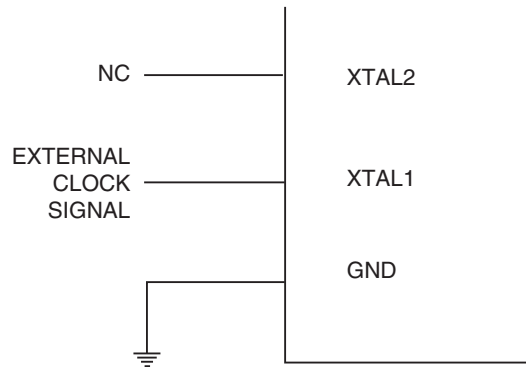 NC
XTAL2
EXTERNAL
CLOCK
SIGNAL
XTAL1
GND